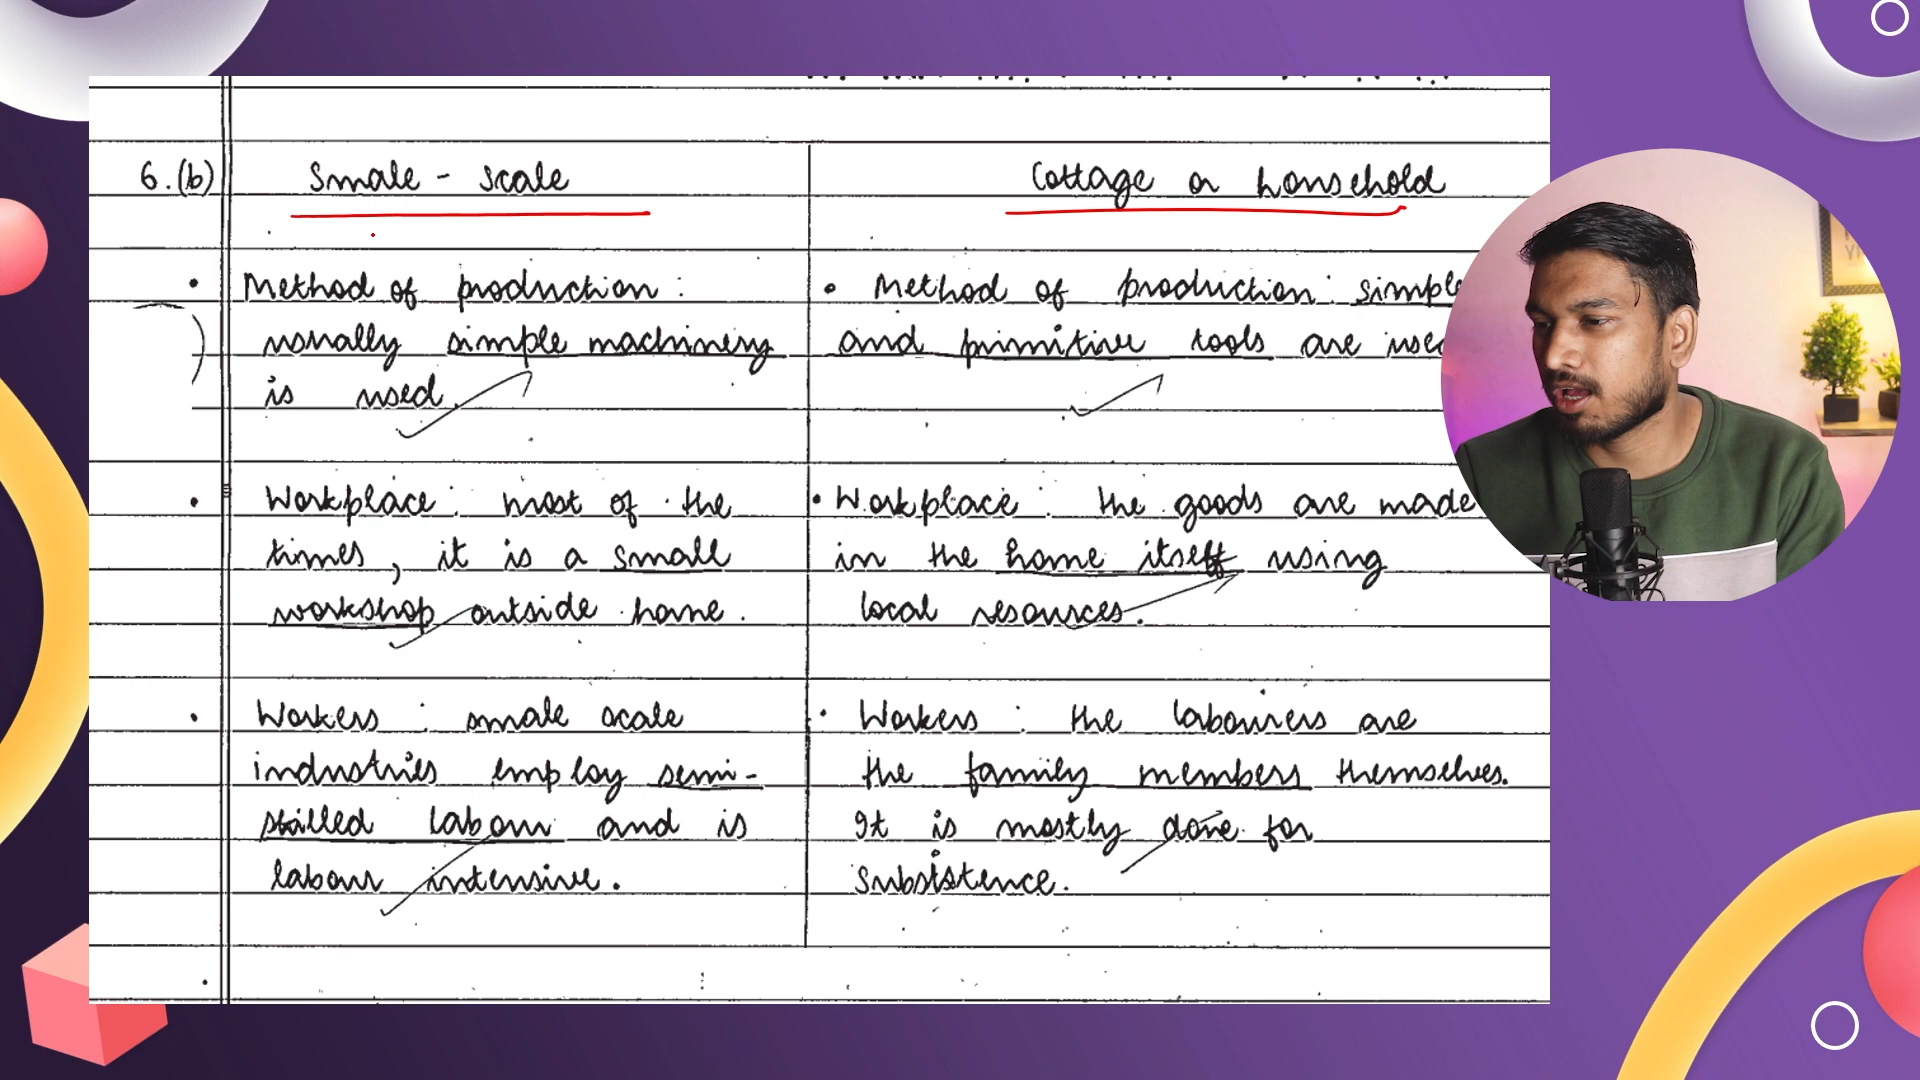 6.(b)
Small - scale
Method of production :
usually simple machinery
is used.
Workplace : most of the
times, it is a small
workshop outside home.
Workers : small scale
industries employ semi-
skilled labour and is
labour intensive.
Cottage or household
Method of production : simple
and primitive tools are used
Workplace : the goods are made
in the home itself using
local resources.
Workers : the labourers are
the family members themselves.
It is mostly done for
subsistence.